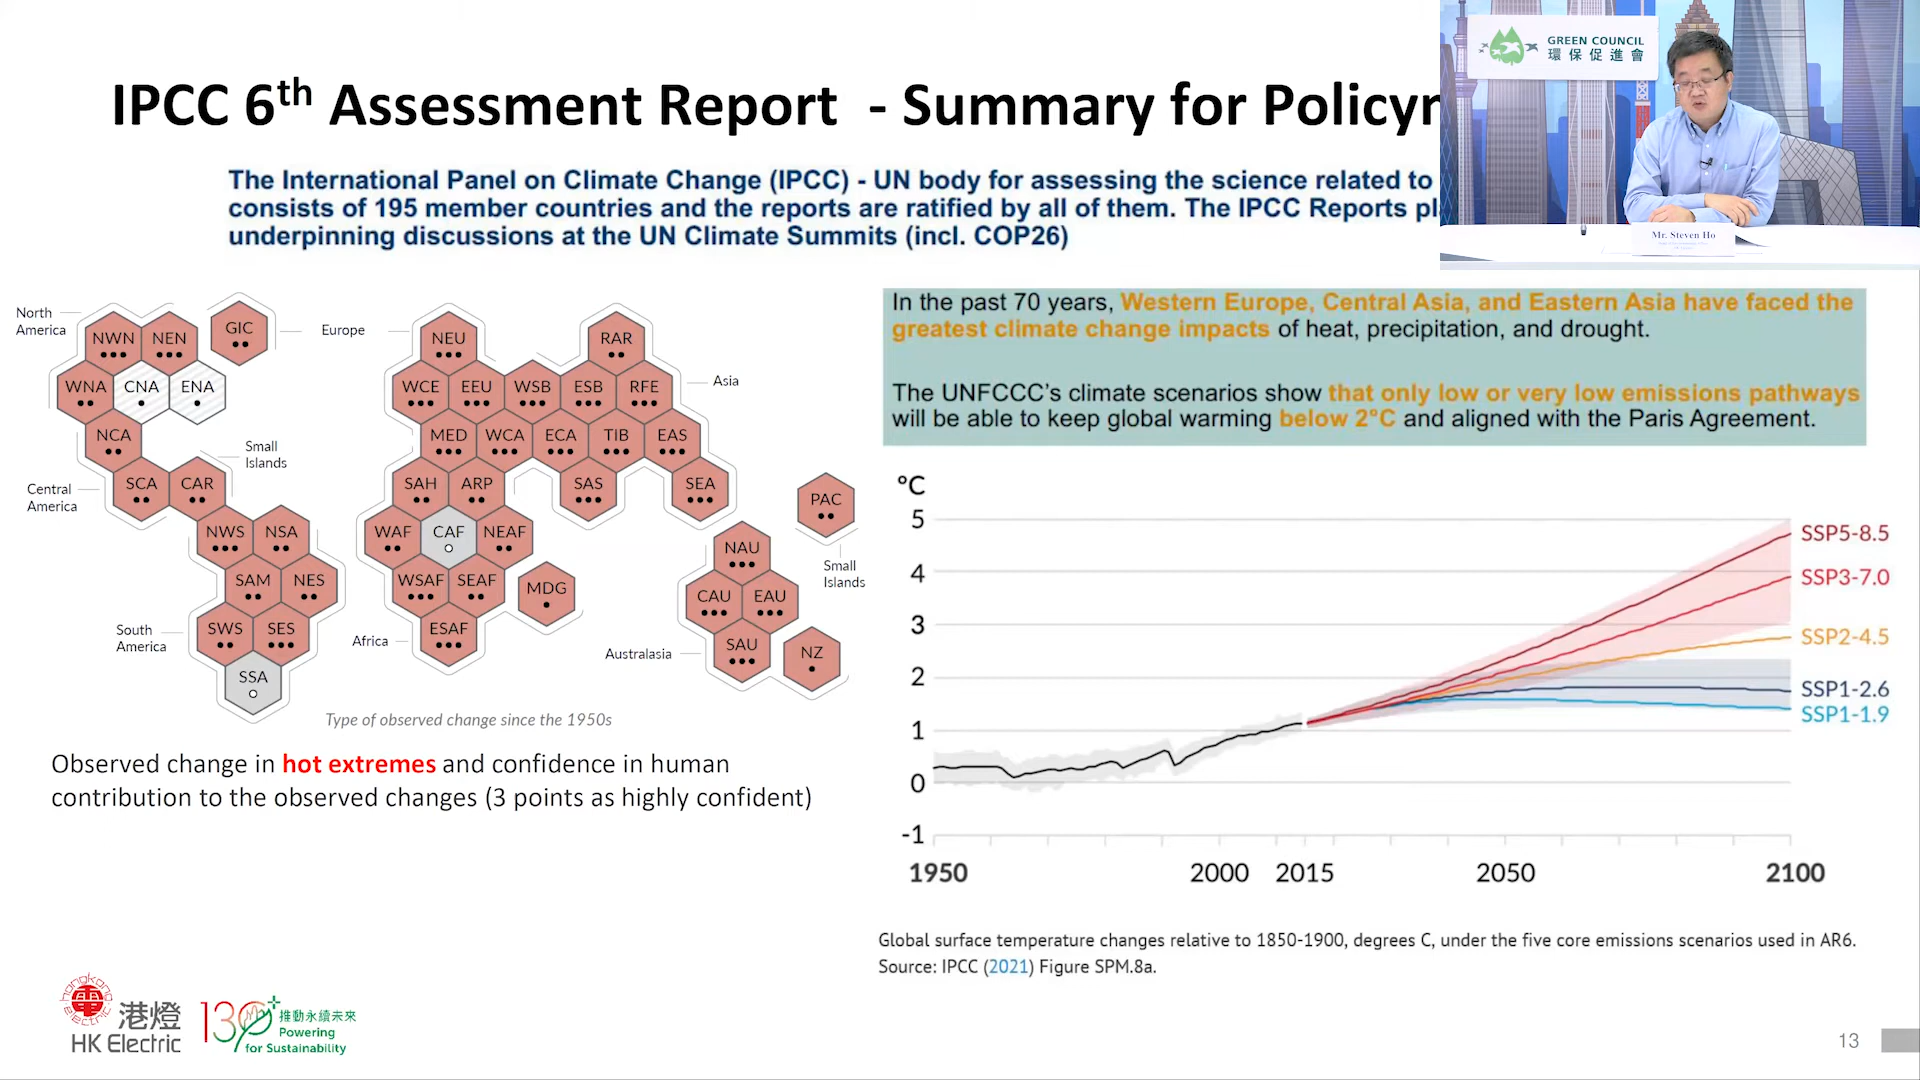 IPCC 6th Assessment Report - Summary for
The International Panel on Climate Change (IPCC) - UN body for assessing the science related to
consists of 195 member countries and the reports are ratified by all of them. The IPCC Reports
underpinning discussions at the UN Climate Summits (incl. COP26)
GREEN COUNCIL
環保促進會
Mr. Steven Ho
In the past 70 years, Western Europe, Central Asia, and Eastern Asia have faced the
greatest climate change impacts of heat, precipitation, and drought.
The UNFCCC’s climate scenarios show that only low or very low emissions pathways
will be able to keep global warming below 2°C and aligned with the Paris Agreement.
North
America
NWN NEN GIC
WNA CNA ENA
NCA
Small
Islands
Central
America
SCA CAR
NWS NSA
SAM NES
South
America
SWS SES
SSA
Europe
NEU RAR
WCE EEU WSB ESB RFE
Asia
MED WCA ECA TIB EAS
SAH ARP SAS SEA
WAF CAF NEAF
WSAF SEAF MDG
Africa
ESAF
PAC
Small
Islands
NAU
CAU EAU
Australasia
SAU NZ
Type of observed change since the 1950s
Observed change in hot extremes and confidence in human
contribution to the observed changes (3 points as highly confident)
°C
5
4
3
2
1
0
-1
1950 2000 2015 2050 2100
SSP5-8.5
SSP3-7.0
SSP2-4.5
SSP1-2.6
SSP1-1.9
Global surface temperature changes relative to 1850-1900, degrees C, under the five core emissions scenarios used in AR6.
Source: IPCC (2021) Figure SPM.8a.
hongkong
electric
港燈
HK Electric
130
推動永續未來
Powering
for Sustainability
13